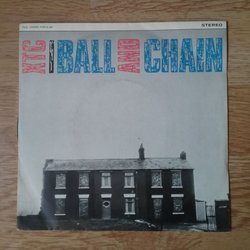 STEREO
XTC BALL AND CHAIN